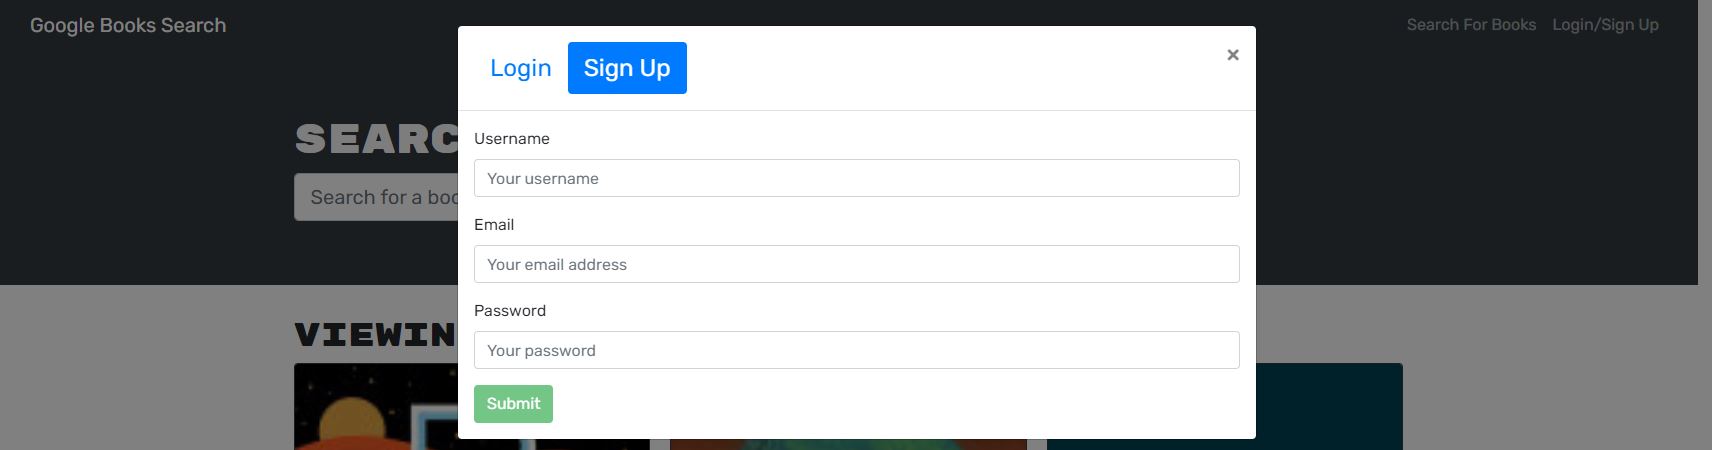 Google Books Search
Search For Books Login/Sign Up
Login Sign Up ×
SEARC
Search for a boo
Username
Your username
Email
Your email address
Password
Your password
VIEWIN
Submit